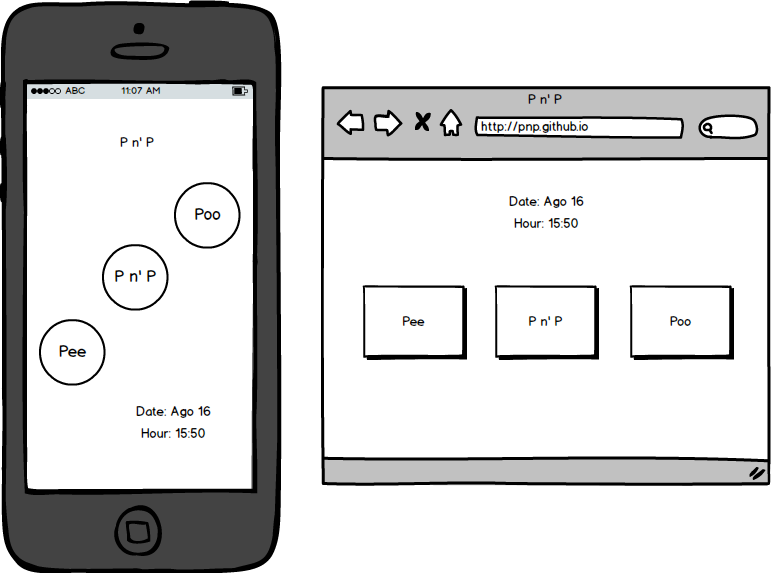 ABC 11:07 AM
P n' P
Poo
P n' P
Pee
Date: Ago 16
Hour: 15:50
P n' P
http://pnp.github.io
Date: Ago 16
Hour: 15:50
Pee P n' P Poo